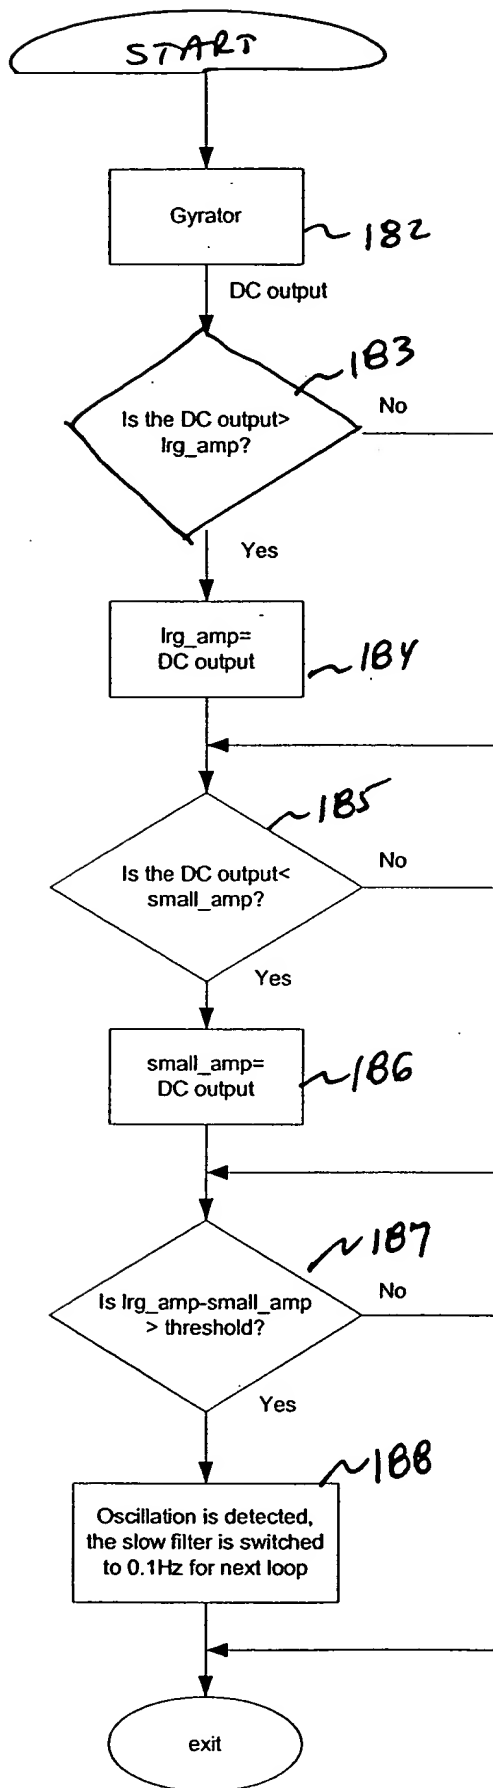 START
Gyrator
182
DC output
183
No
Is the DC output>
lrg_amp?
Yes
lrg_amp=
DC output
184
185
Is the DC output<
small_amp?
No
Yes
small_amp=
DC output
186
187
Is lrg_amp-small_amp
> threshold?
No
Yes
188
Oscillation is detected,
the slow filter is switched
to 0.1Hz for next loop
exit